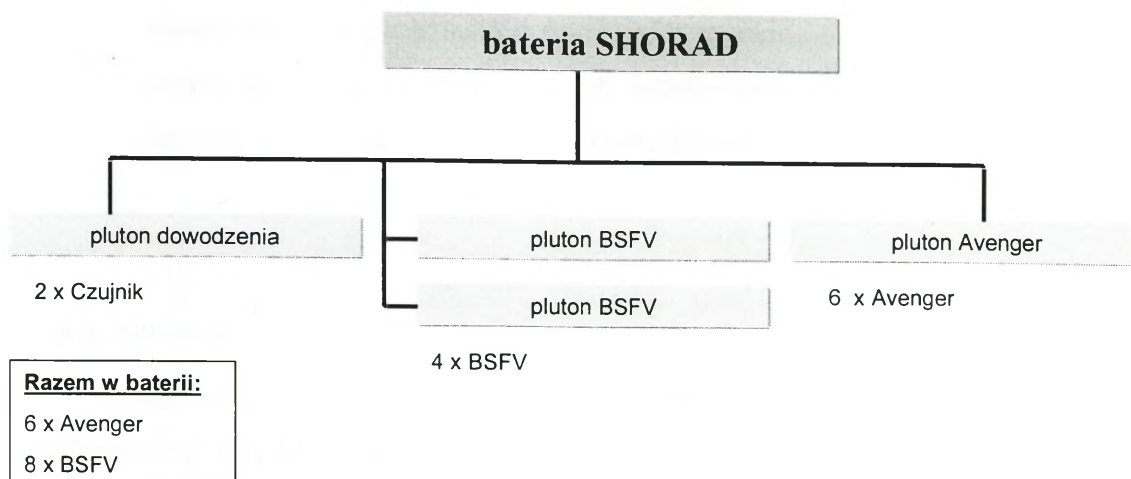 bateria SHORAD
pluton dowodzenia
pluton BSFV
pluton Avenger
2 x Czujnik
pluton BSFV
6 x Avenger
4 x BSFV
Razem w baterii:
6 x Avenger
8 x BSFV